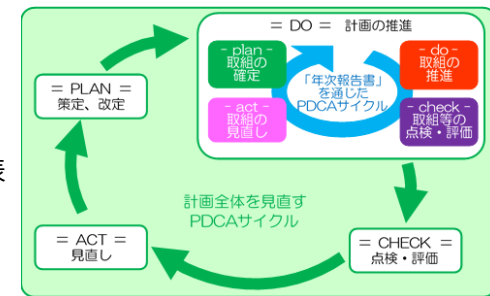 = DO = 計画の推進
- plan -
取組の
確定
- do -
取組の
推進
「年次報告書」
を通じた
PDCAサイクル
- act -
取組の
見直し
- check -
取組等の
点検・評価
= PLAN =
策定、改定
計画全体を見直す
PDCAサイクル
= ACT =
見直し
= CHECK =
点検・評価